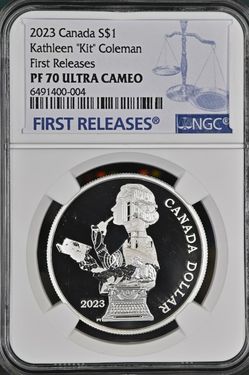 2023 Canada S$1
Kathleen "Kit" Coleman
First Releases
PF 70 ULTRA CAMEO
6491400-004
FIRST RELEASES®
NGC®
CANADA DOLLAR
2023